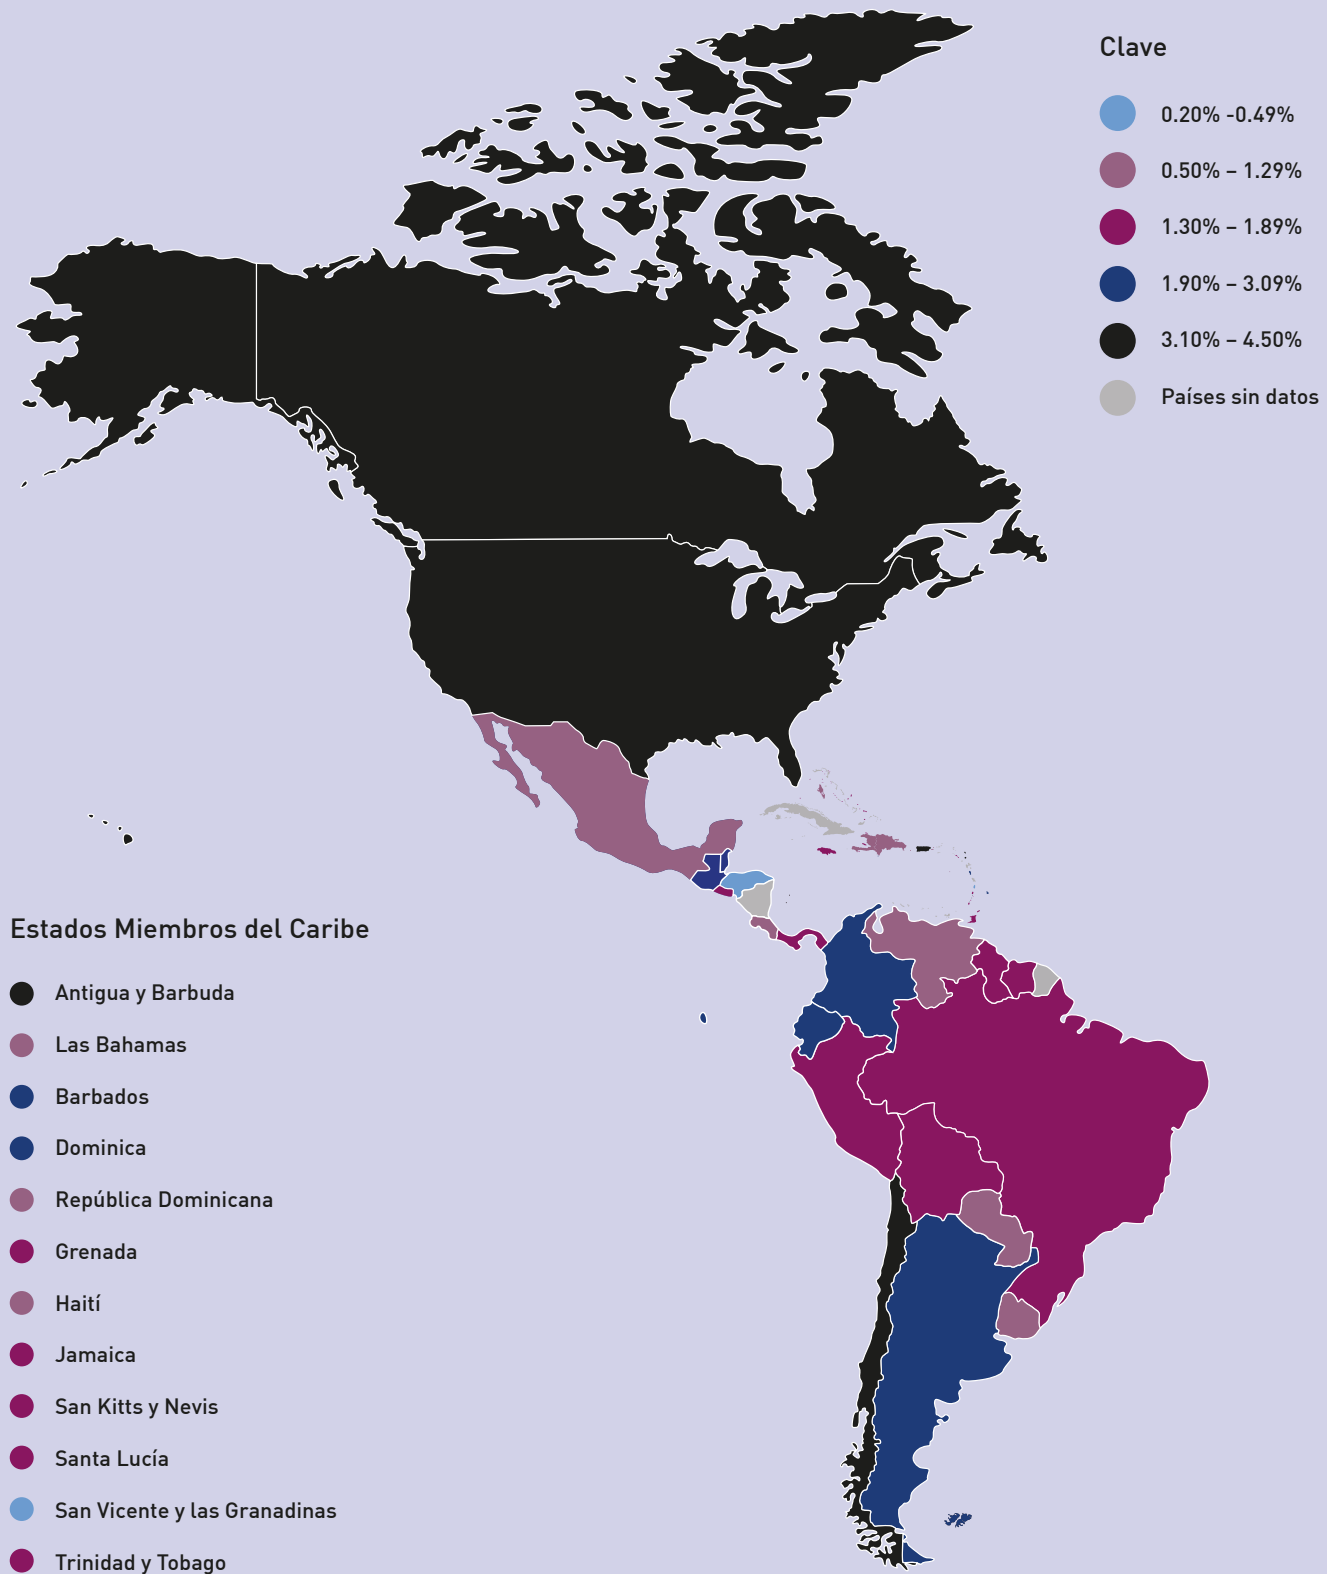 Clave
0.20% -0.49%
0.50% – 1.29%
1.30% – 1.89%
1.90% – 3.09%
3.10% – 4.50%
Países sin datos
Estados Miembros del Caribe
Antigua y Barbuda
Las Bahamas
Barbados
Dominica
República Dominicana
Grenada
Haití
Jamaica
San Kitts y Nevis
Santa Lucía
San Vicente y las Granadinas
Trinidad y Tobago